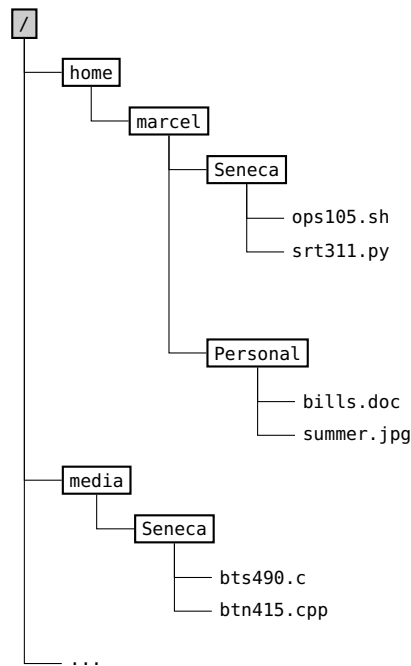 /
home
marcel
Seneca
ops105.sh
srt311.py
Personal
bills.doc
summer.jpg
media
Seneca
bts490.c
btn415.cpp
...